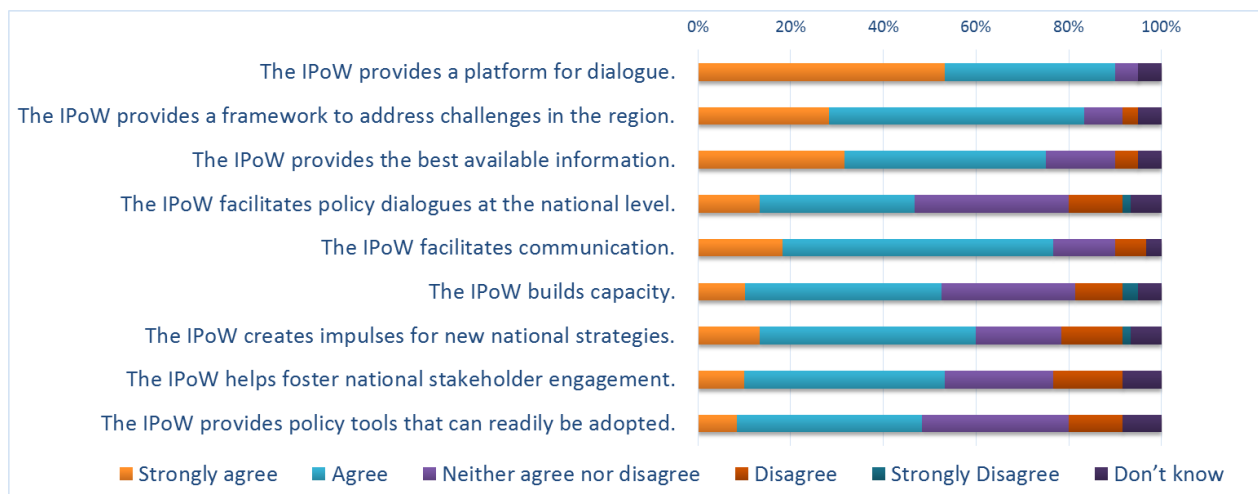 0% 20% 40% 60% 80% 100%
The IPoW provides a platform for dialogue.
The IPoW provides a framework to address challenges in the region.
The IPoW provides the best available information.
The IPoW facilitates policy dialogues at the national level.
The IPoW facilitates communication.
The IPoW builds capacity.
The IPoW creates impulses for new national strategies.
The IPoW helps foster national stakeholder engagement.
The IPoW provides policy tools that can readily be adopted.
Strongly agree Agree Neither agree nor disagree Disagree Strongly Disagree Don’t know